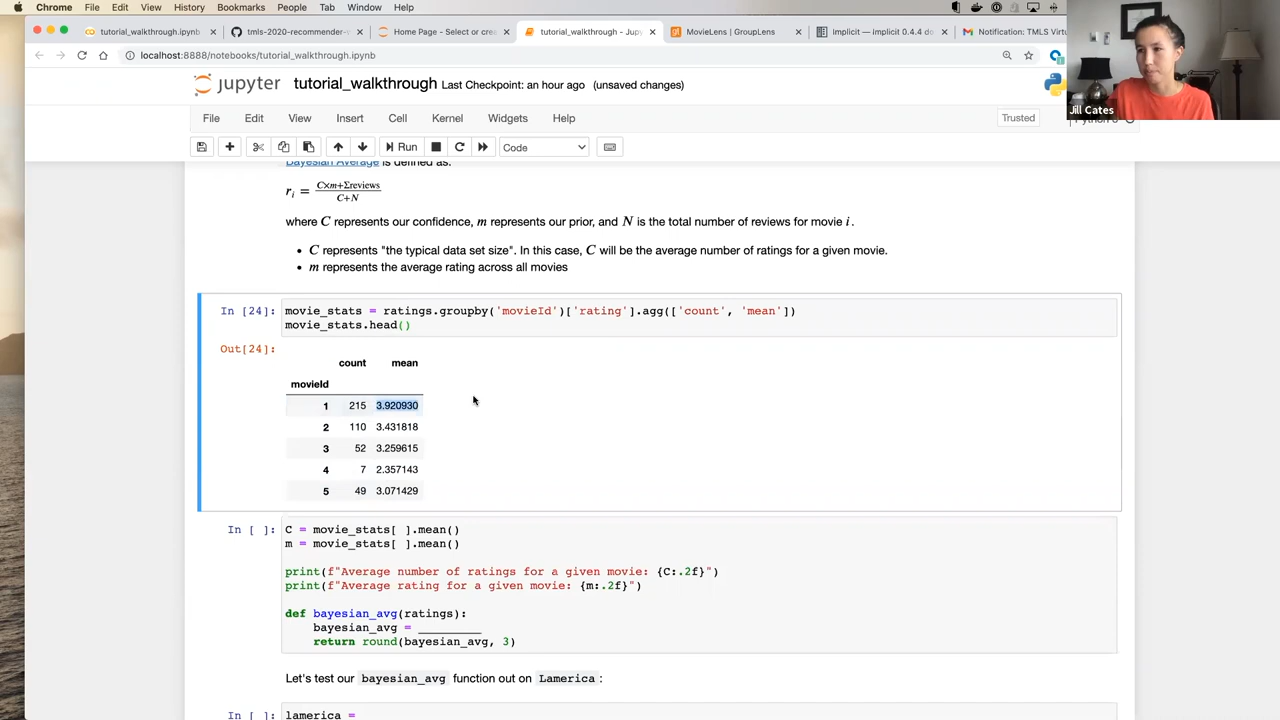 Chrome File Edit View History Bookmarks People Tab Window Help
tutorial_walkthrough.ipynb × tmls-2020-recommender- × Home Page - Select or cre × tutorial_walkthrough - Jup × MovieLens | GroupLens × Implicit — implicit 0.4.4 d × Notification: TMLS Virtu
localhost:8888/notebooks/tutorial_walkthrough.ipynb
jupyter tutorial_walkthrough Last Checkpoint: an hour ago (unsaved changes)
Jill Cates
File Edit View Insert Cell Kernel Widgets Help Trusted
Run Code
Bayesian Average is defined as:
r_i = (C×m+Σreviews)/(C+N)
where C represents our confidence, m represents our prior, and N is the total number of reviews for movie i.
• C represents "the typical data set size". In this case, C will be the average number of ratings for a given movie.
• m represents the average rating across all movies
In [24]: movie_stats = ratings.groupby('movieId')['rating'].agg(['count', 'mean'])
movie_stats.head()
Out[24]:
count mean
movieId
1 215 3.920930
2 110 3.431818
3 52 3.259615
4 7 2.357143
5 49 3.071429
In [ ]: C = movie_stats[ ].mean()
m = movie_stats[ ].mean()
print(f"Average number of ratings for a given movie: {C:.2f}")
print(f"Average rating for a given movie: {m:.2f}")
def bayesian_avg(ratings):
bayesian_avg = _________
return round(bayesian_avg, 3)
Let's test our bayesian_avg function out on Lamerica :
In [ ]: lamerica =